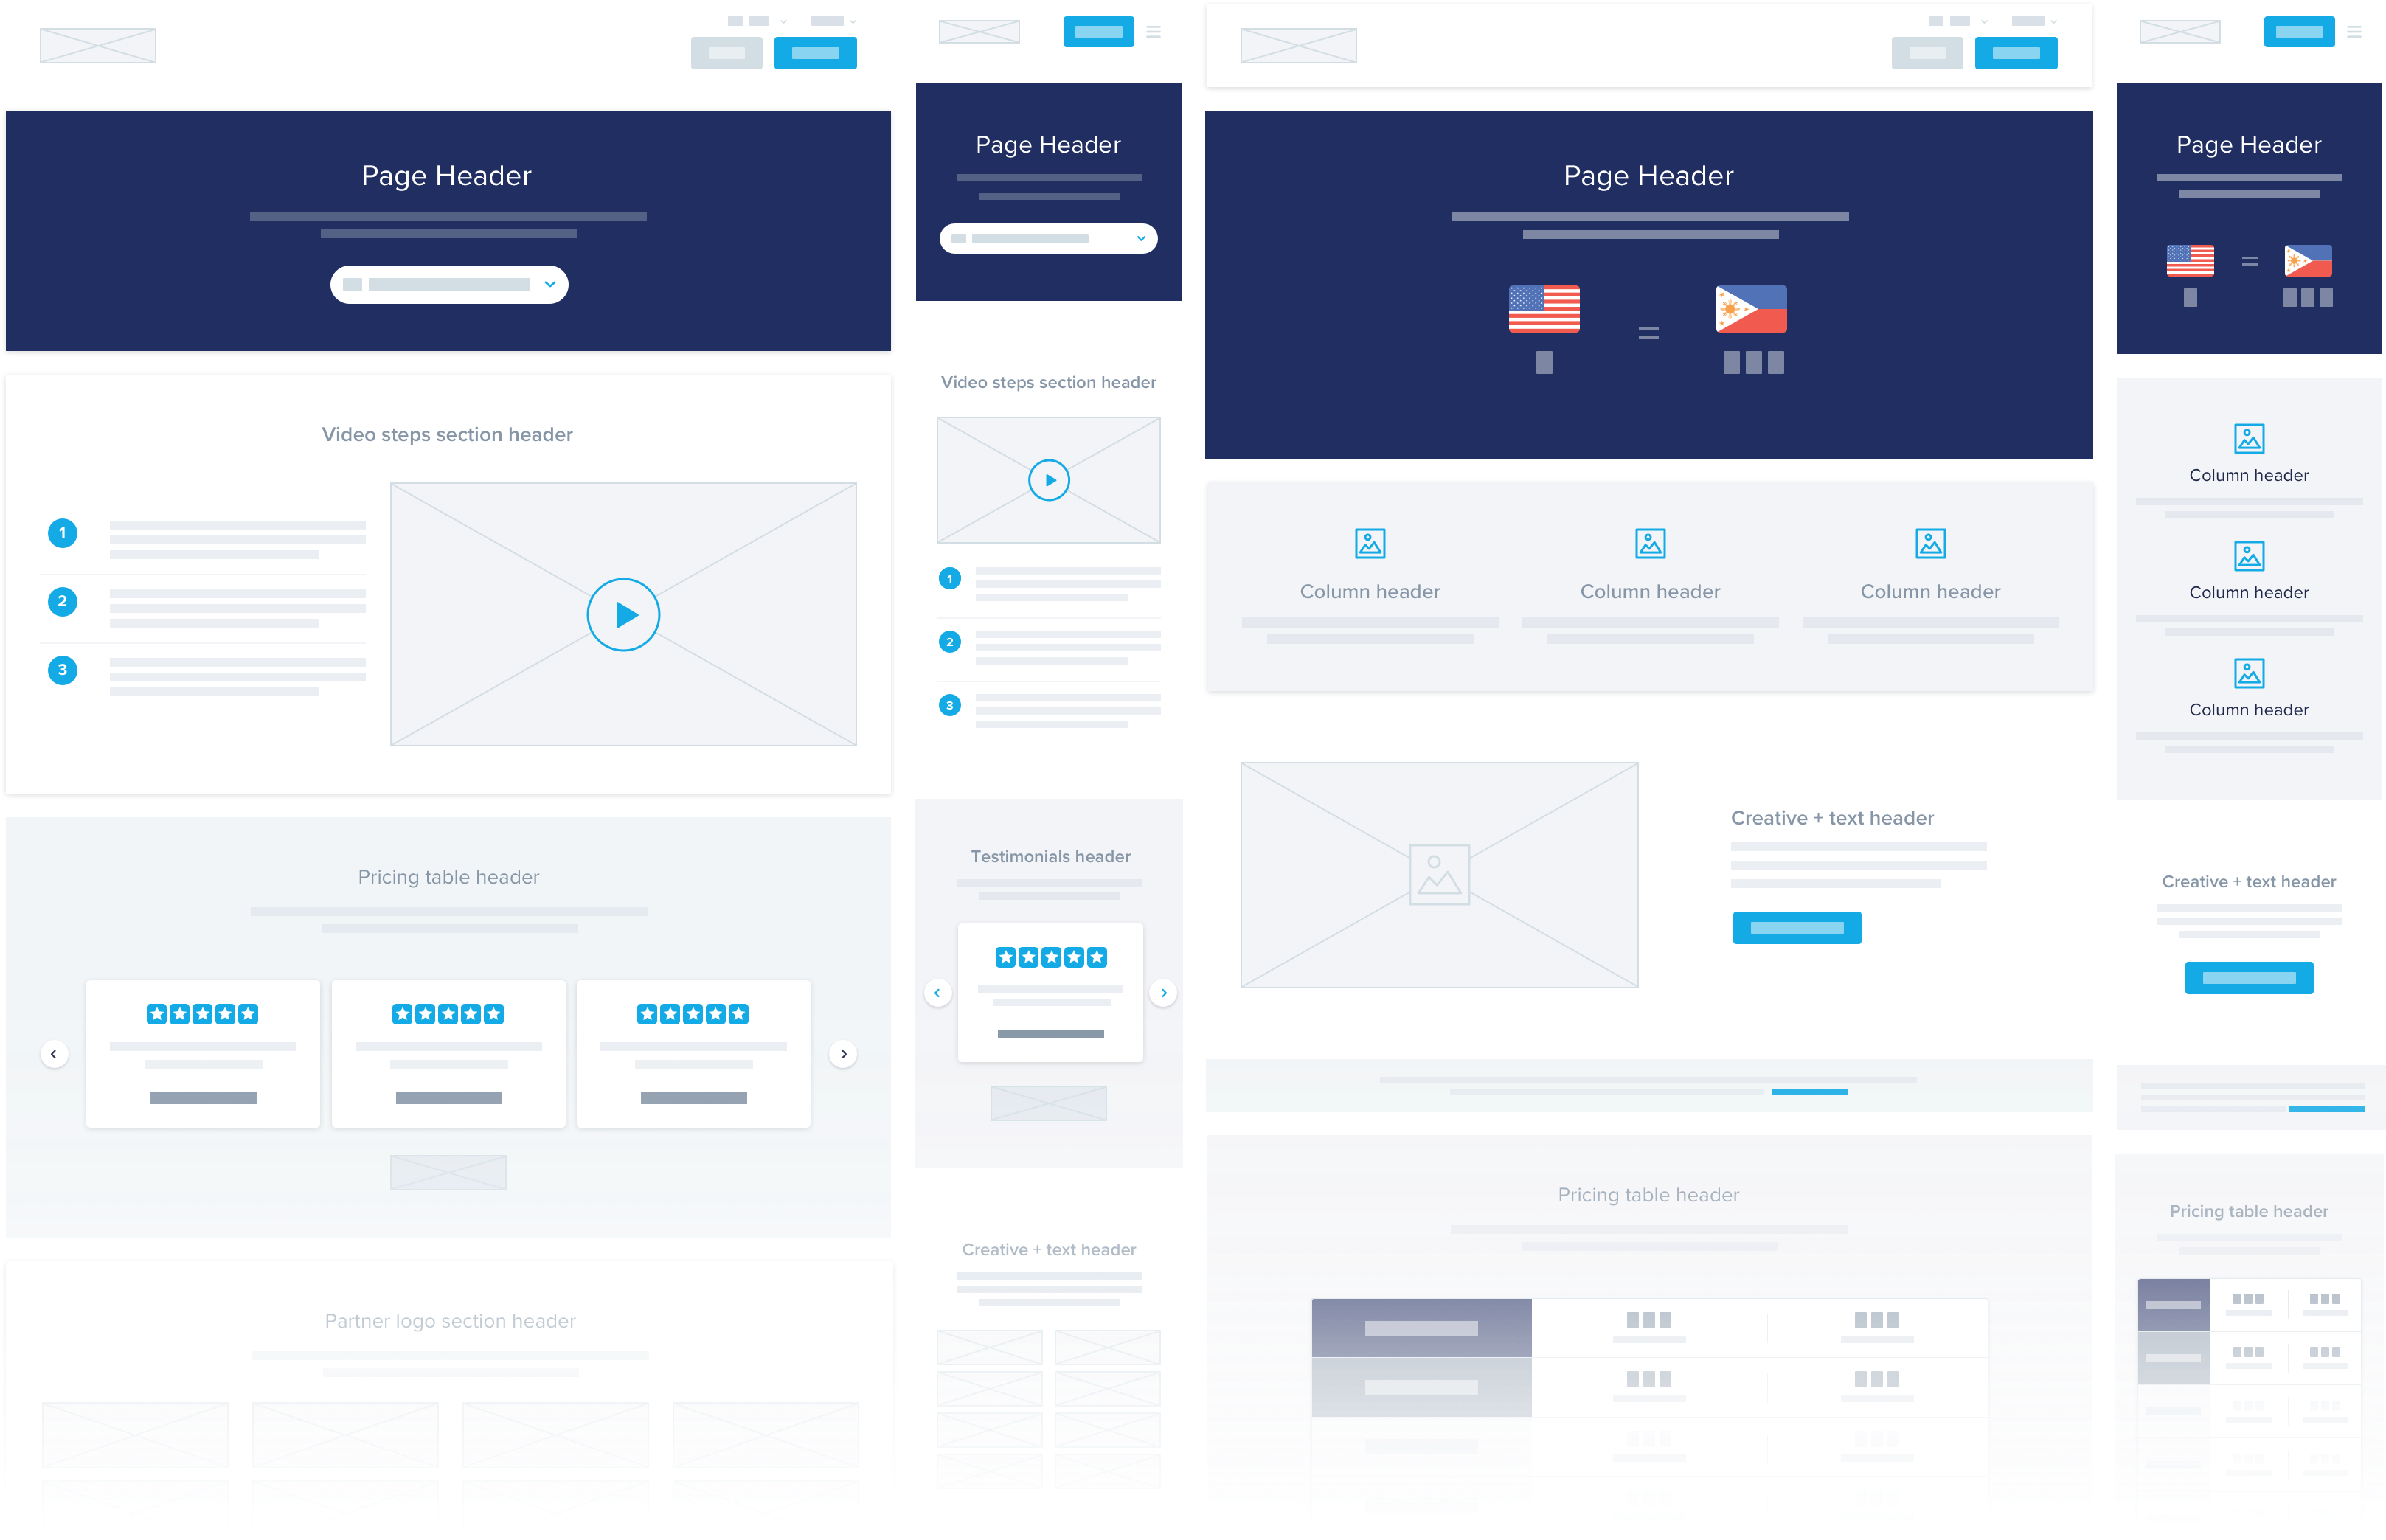 Page Header
Video steps section header
1
2
3
Pricing table header
Partner logo section header
Page Header
Video steps section header
1
2
3
Testimonials header
Creative + text header
Page Header
Column header
Column header
Column header
Creative + text header
Pricing table header
Page Header
Column header
Column header
Column header
Creative + text header
Pricing table header